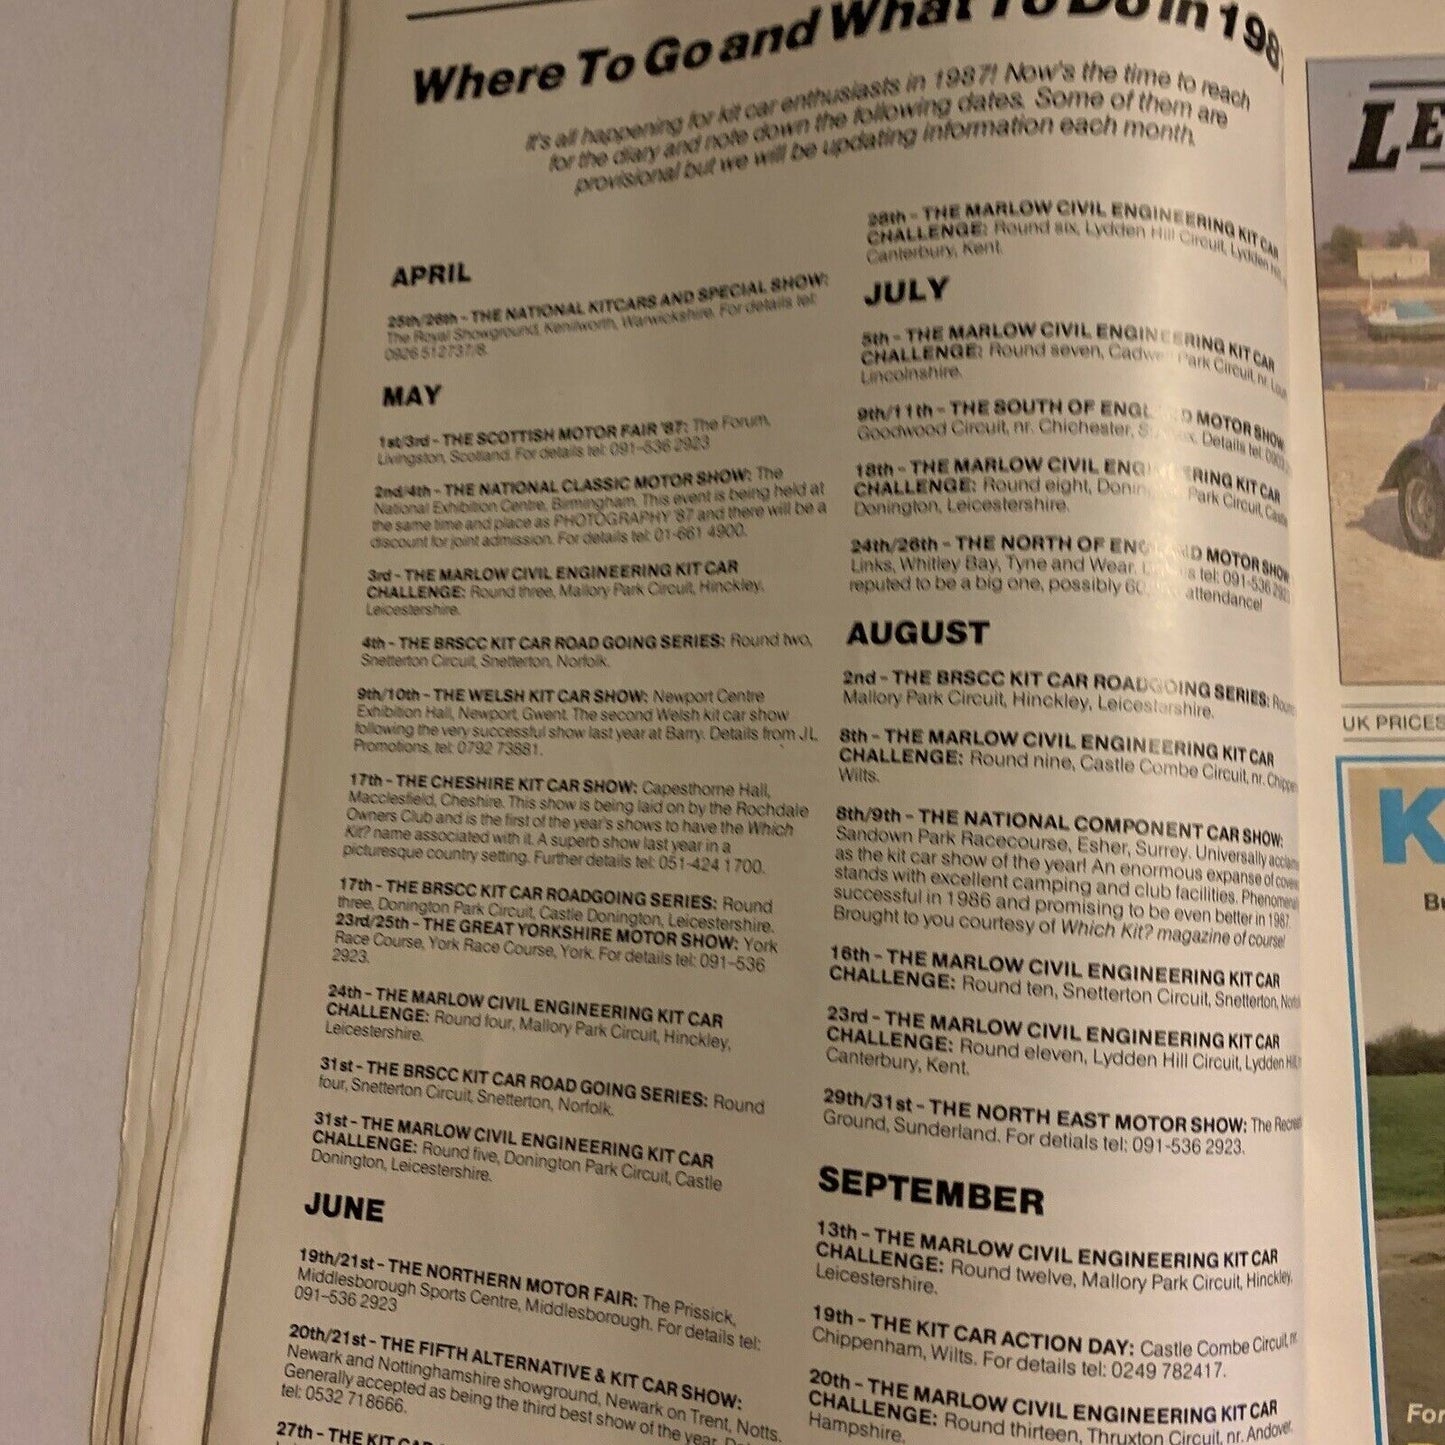 Where To Go and What To Do in 198
It's all happening for kit car enthusiasts in 1987! Now's the time to reach
for the diary and note down the following dates. Some of them are
provisional but we will be updating information each month.
APRIL
25th/26th – THE NATIONAL KITCARS AND SPECIAL SHOW:
The Royal Showground, Kenilworth, Warwickshire. For details tel:
0926 512737/8.
MAY
1st/3rd – THE SCOTTISH MOTOR FAIR '87: The Forum,
Livingston, Scotland. For details tel: 091-536 2923
2nd/4th – THE NATIONAL CLASSIC MOTOR SHOW: The
National Exhibition Centre, Birmingham. This event is being held at
the same time and place as PHOTOGRAPHY '87 and there will be a
discount for joint admission. For details tel: 01-661 4900.
3rd – THE MARLOW CIVIL ENGINEERING KIT CAR
CHALLENGE: Round three, Mallory Park Circuit, Hinckley,
Leicestershire.
4th – THE BRSCC KIT CAR ROAD GOING SERIES: Round two,
Snetterton Circuit, Snetterton, Norfolk.
9th/10th – THE WELSH KIT CAR SHOW: Newport Centre
Exhibition Hall, Newport, Gwent. The second Welsh kit car show
following the very successful show last year at Barry. Details from JL
Promotions, tel: 0792 73881.
17th – THE CHESHIRE KIT CAR SHOW: Capesthorne Hall,
Macclesfield, Cheshire. This show is being laid on by the Rochdale
Owners Club and is the first of the year's shows to have the Which
Kit? name associated with it. A superb show last year in a
picturesque country setting. Further details tel: 051-424 1700.
17th – THE BRSCC KIT CAR ROADGOING SERIES: Round
three, Donington Park Circuit, Castle Donington, Leicestershire.
23rd/25th – THE GREAT YORKSHIRE MOTOR SHOW: York
Race Course, York Race Course, York. For details tel: 091-536
2923.
24th – THE MARLOW CIVIL ENGINEERING KIT CAR
CHALLENGE: Round four, Mallory Park Circuit, Hinckley,
Leicestershire.
31st – THE BRSCC KIT CAR ROAD GOING SERIES: Round
four, Snetterton Circuit, Snetterton, Norfolk.
31st – THE MARLOW CIVIL ENGINEERING KIT CAR
CHALLENGE: Round five, Donington Park Circuit, Castle
Donington, Leicestershire.
JUNE
19th/21st – THE NORTHERN MOTOR FAIR: The Prissick,
Middlesborough Sports Centre, Middlesborough. For details tel:
091-536 2923
20th/21st – THE FIFTH ALTERNATIVE & KIT CAR SHOW:
Newark and Nottinghamshire showground, Newark on Trent, Notts.
Generally accepted as being the third best show of the year.
tel: 0532 718666.
27th – THE KIT CAR
28th – THE MARLOW CIVIL ENGINEERING KIT CAR
CHALLENGE: Round six, Lydden Hill Circuit, Lydden
Canterbury, Kent.
JULY
5th – THE MARLOW CIVIL ENGINEERING KIT CAR
CHALLENGE: Round seven, Cadwell Park Circuit, nr.
Lincolnshire.
9th/11th – THE SOUTH OF ENGLAND MOTOR SHOW
Goodwood Circuit, nr. Chichester, Details tel:
18th – THE MARLOW CIVIL ENGINEERING KIT CAR
CHALLENGE: Round eight, Donington Park Circuit, Castle
Donington, Leicestershire.
24th/26th – THE NORTH OF ENGLAND MOTOR SHOW
Links, Whitley Bay, Tyne and Wear. tel: 091-536
reputed to be a big one, possibly attendance!
AUGUST
2nd – THE BRSCC KIT CAR ROADGOING SERIES:
Mallory Park Circuit, Hinckley, Leicestershire.
8th – THE MARLOW CIVIL ENGINEERING KIT CAR
CHALLENGE: Round nine, Castle Combe Circuit, nr. Chippen
Wilts.
8th/9th – THE NATIONAL COMPONENT CAR SHOW:
Sandown Park Racecourse, Esher, Surrey. Universally
as the kit car show of the year! An enormous expanse of
stands with excellent camping and club facilities. Phenomenal
successful in 1986 and promising to be even better in 1987.
Brought to you courtesy of Which Kit? magazine of course!
16th – THE MARLOW CIVIL ENGINEERING KIT CAR
CHALLENGE: Round ten, Snetterton Circuit, Snetterton,
23rd – THE MARLOW CIVIL ENGINEERING KIT CAR
CHALLENGE: Round eleven, Lydden Hill Circuit, Lydden Hill,
Canterbury, Kent.
29th/31st – THE NORTH EAST MOTOR SHOW: The
Ground, Sunderland. For detials tel: 091-536 2923.
SEPTEMBER
13th – THE MARLOW CIVIL ENGINEERING KIT CAR
CHALLENGE: Round twelve, Mallory Park Circuit, Hinckley,
Leicestershire.
19th – THE KIT CAR ACTION DAY: Castle Combe Circuit, nr.
Chippenham, Wilts. For details tel: 0249 782417.
20th – THE MARLOW CIVIL ENGINEERING KIT CAR
CHALLENGE: Round thirteen, Thruxton Circuit, nr. Andover,
Hampshire.
LE
UK PRICES
K
Bu
For